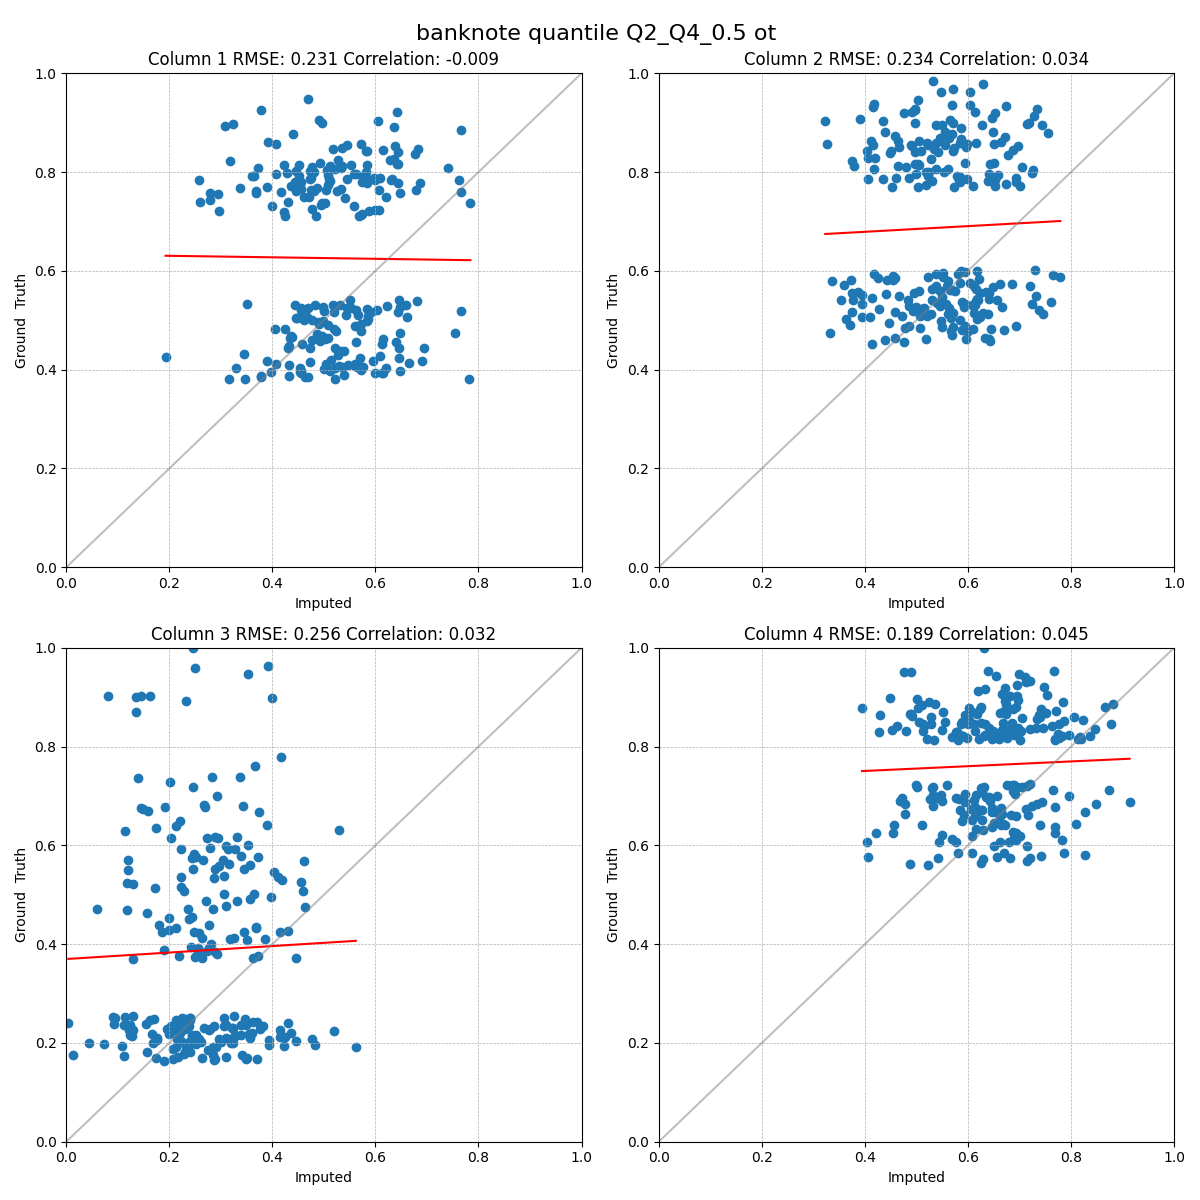 banknote quantile Q2_Q4_0.5 ot
Column 1 RMSE: 0.231 Correlation: -0.009
1.0
0.8
0.6
0.4
0.2
0.0
Ground Truth
0.0 0.2 0.4 0.6 0.8 1.0
Imputed
Column 2 RMSE: 0.234 Correlation: 0.034
1.0
0.8
0.6
0.4
0.2
0.0
Ground Truth
0.0 0.2 0.4 0.6 0.8 1.0
Imputed
Column 3 RMSE: 0.256 Correlation: 0.032
1.0
0.8
0.6
0.4
0.2
0.0
Ground Truth
0.0 0.2 0.4 0.6 0.8 1.0
Imputed
Column 4 RMSE: 0.189 Correlation: 0.045
1.0
0.8
0.6
0.4
0.2
0.0
Ground Truth
0.0 0.2 0.4 0.6 0.8 1.0
Imputed